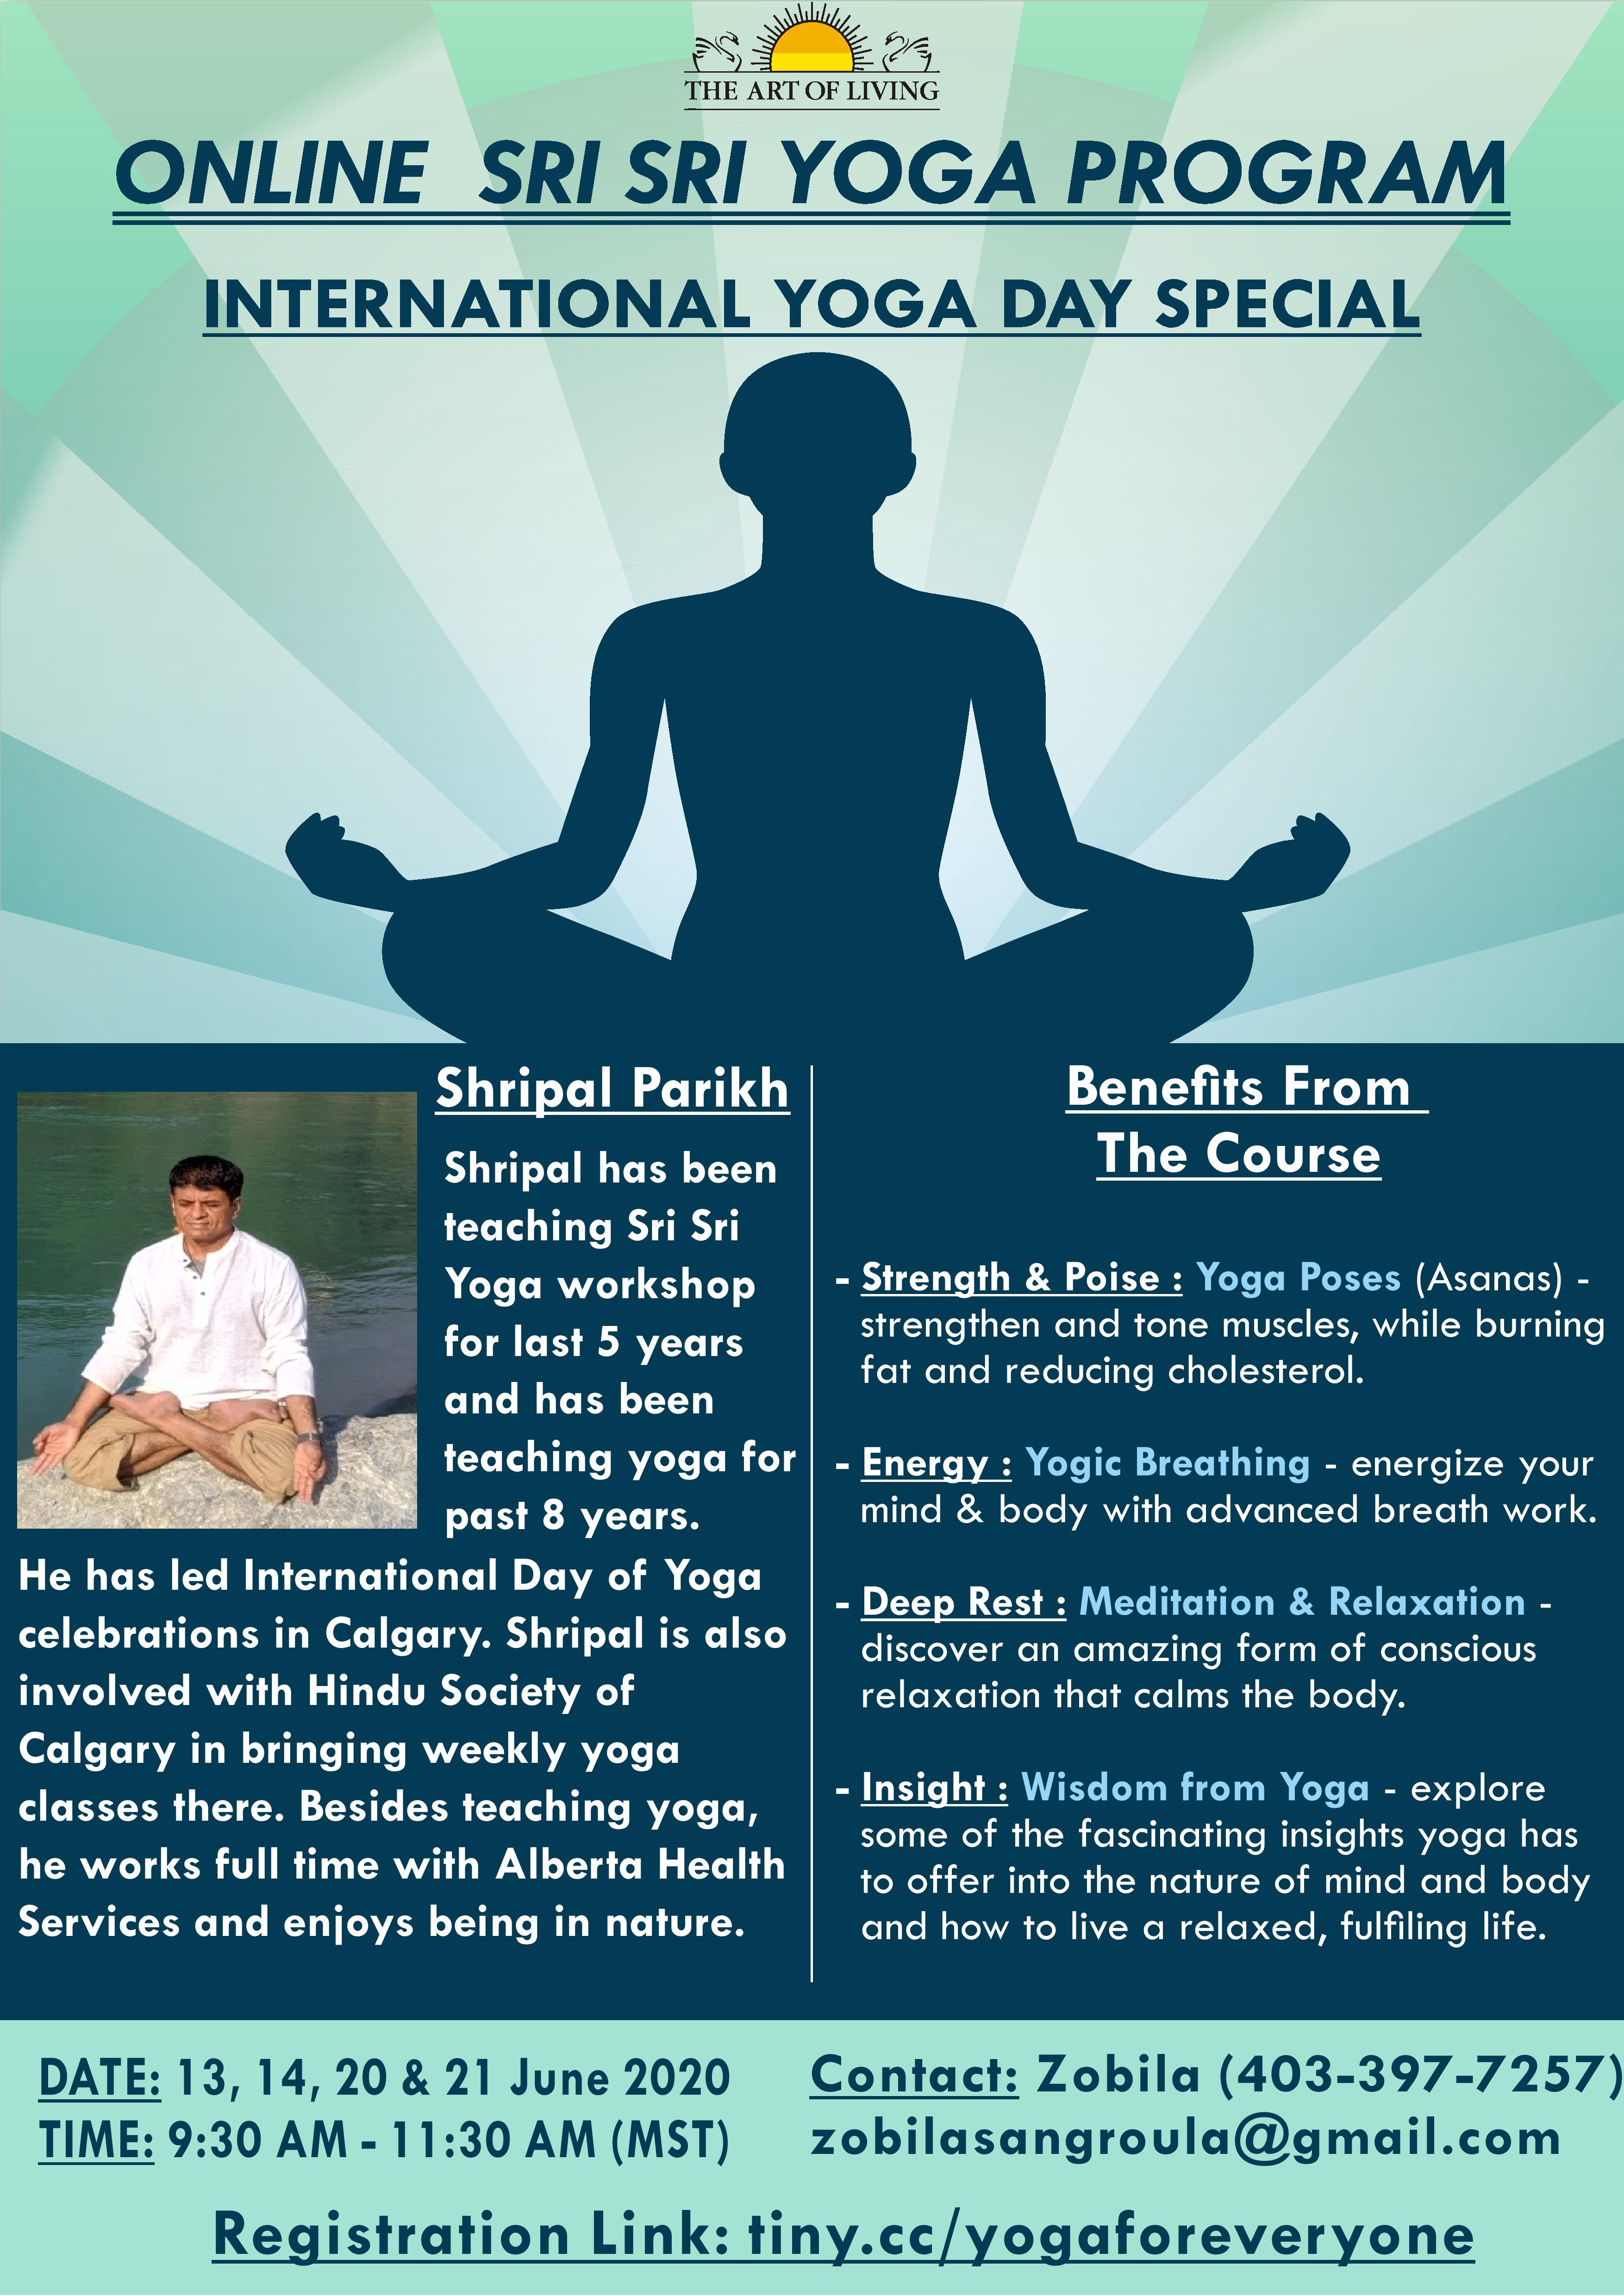 THE ART OF LIVING
ONLINE SRI SRI YOGA PROGRAM
INTERNATIONAL YOGA DAY SPECIAL
Shripal Parikh
Shripal has been
teaching Sri Sri
Yoga workshop
for last 5 years
and has been
teaching yoga for
past 8 years.
He has led International Day of Yoga
celebrations in Calgary. Shripal is also
involved with Hindu Society of
Calgary in bringing weekly yoga
classes there. Besides teaching yoga,
he works full time with Alberta Health
Services and enjoys being in nature.
Benefits From
The Course
- Strength & Poise : Yoga Poses (Asanas) -
strengthen and tone muscles, while burning
fat and reducing cholesterol.
- Energy : Yogic Breathing - energize your
mind & body with advanced breath work.
- Deep Rest : Meditation & Relaxation -
discover an amazing form of conscious
relaxation that calms the body.
- Insight : Wisdom from Yoga - explore
some of the fascinating insights yoga has
to offer into the nature of mind and body
and how to live a relaxed, fulfiling life.
DATE: 13, 14, 20 & 21 June 2020
TIME: 9:30 AM - 11:30 AM (MST)
Contact: Zobila (403-397-7257)
zobilasangroula@gmail.com
Registration Link: tiny.cc/yogaforeveryone